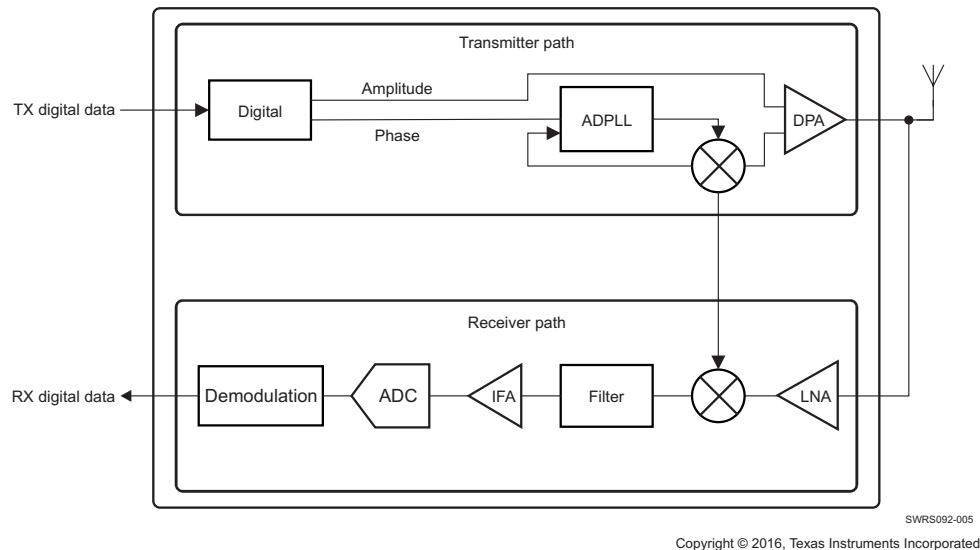 Transmitter path
TX digital data
Digital
Amplitude
Phase
ADPLL
DPA
Receiver path
RX digital data
Demodulation
ADC
IFA
Filter
LNA
SWRS092-005
Copyright © 2016, Texas Instruments Incorporated